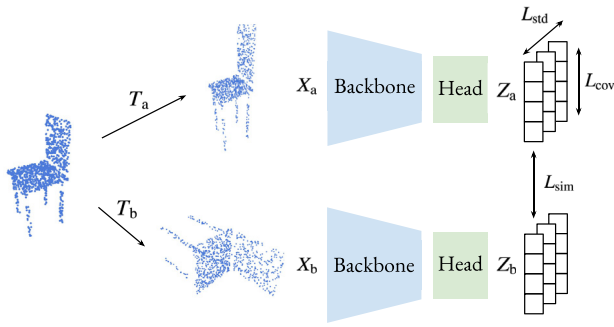 L_std
X_a
Backbone
Head
Z_a
L_cov
T_a
L_sim
T_b
X_b
Backbone
Head
Z_b